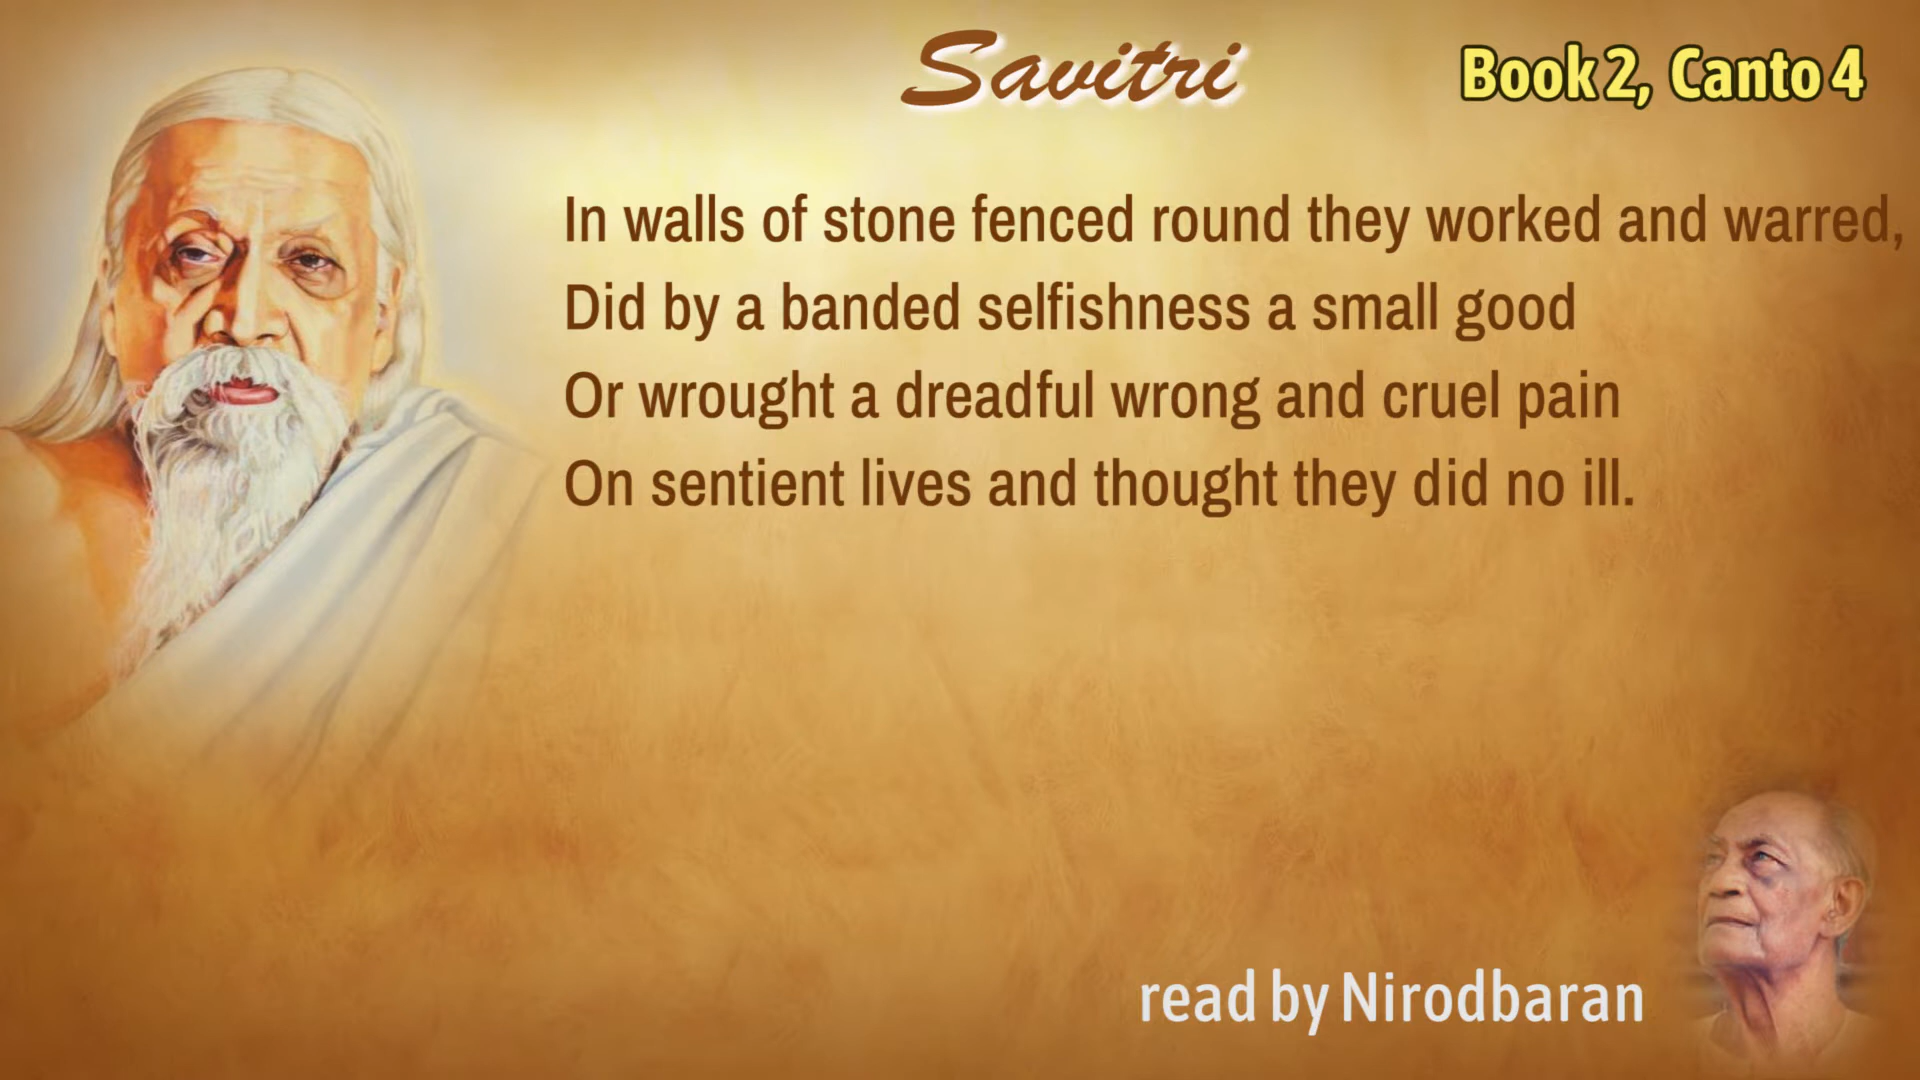 Savitri
Book 2, Canto 4
In walls of stone fenced round they worked and warred,
Did by a banded selfishness a small good
Or wrought a dreadful wrong and cruel pain
On sentient lives and thought they did no ill.
read by Nirodbaran